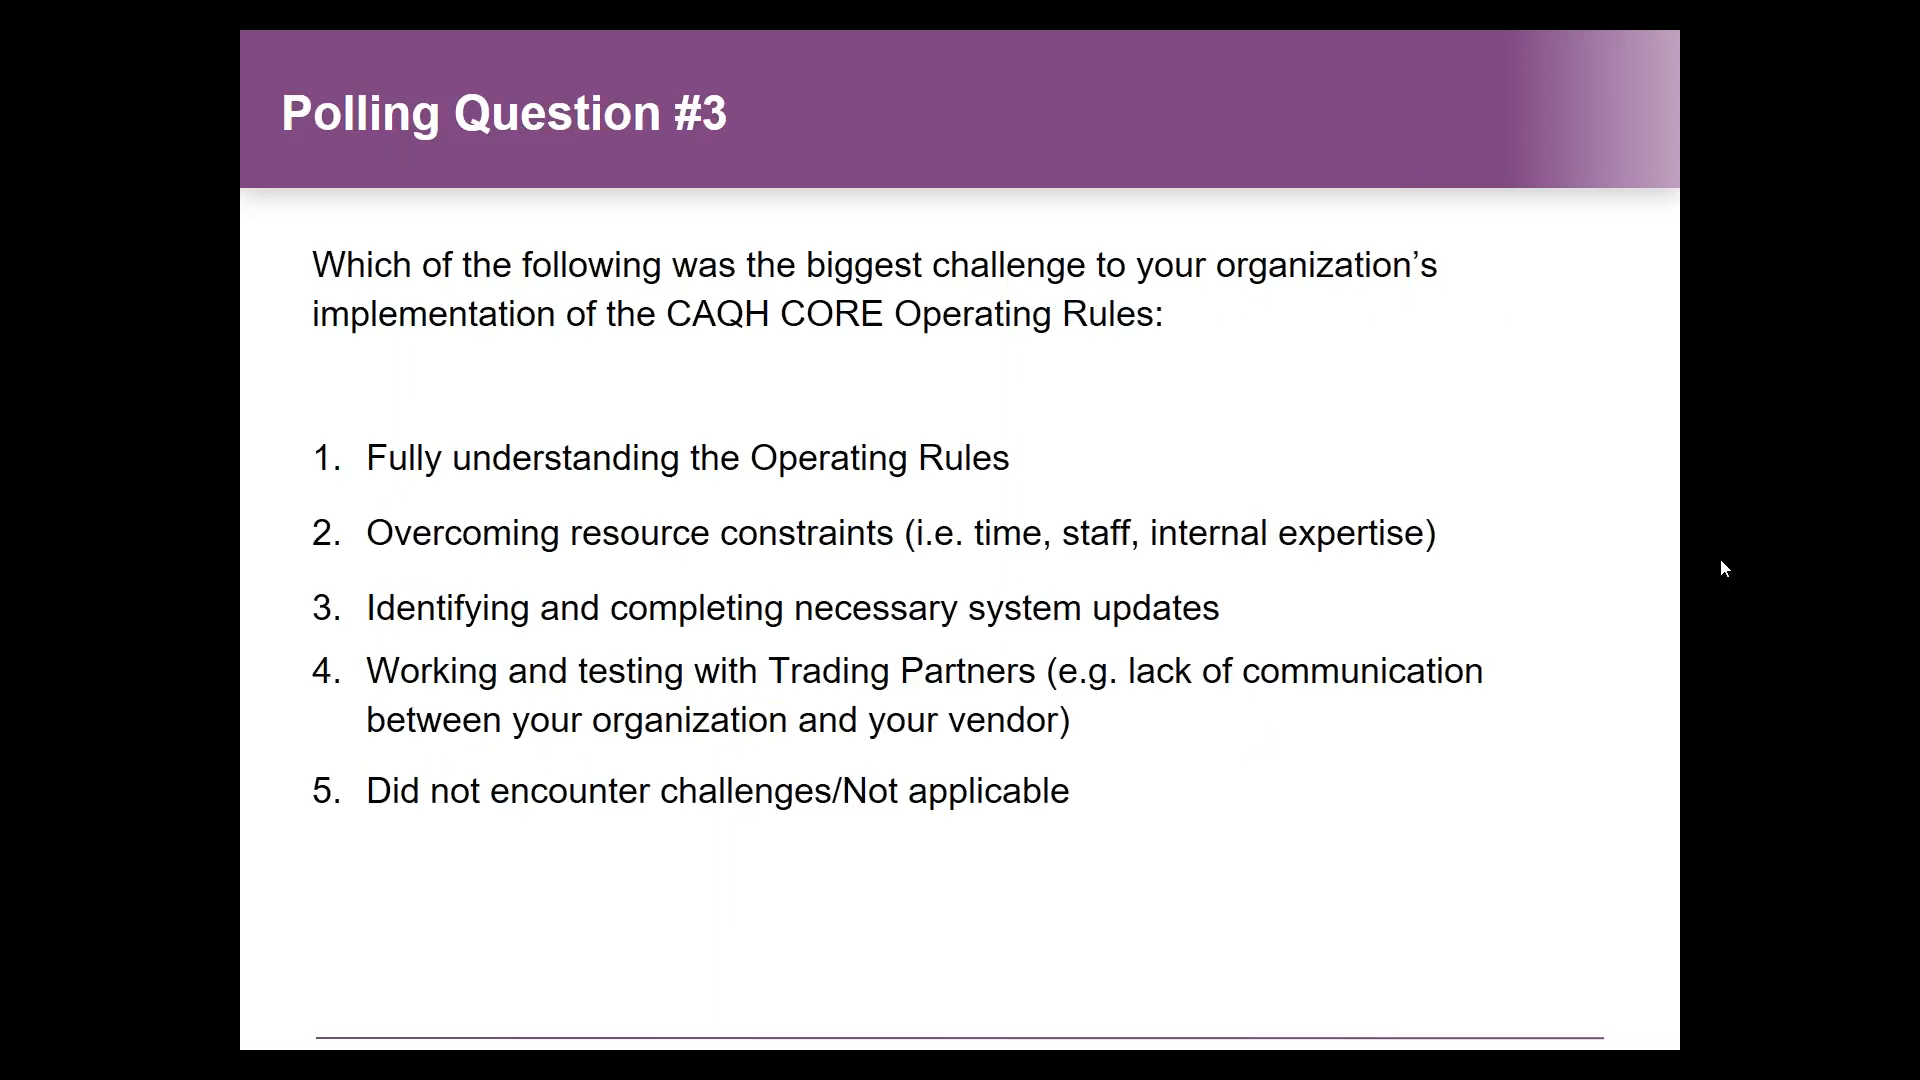 Polling Question #3
Which of the following was the biggest challenge to your organization’s
implementation of the CAQH CORE Operating Rules:
1. Fully understanding the Operating Rules
2. Overcoming resource constraints (i.e. time, staff, internal expertise)
3. Identifying and completing necessary system updates
4. Working and testing with Trading Partners (e.g. lack of communication
between your organization and your vendor)
5. Did not encounter challenges/Not applicable